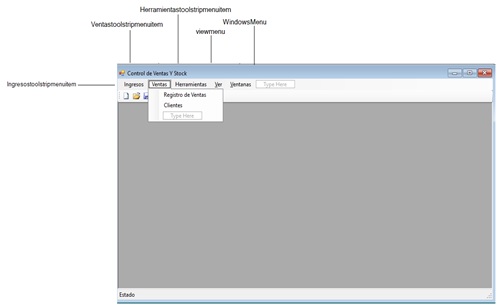 Herramientastoolstripmenuitem
WindowsMenu
Ventastoolstripmenuitem
viewmenu
Control de Ventas Y Stock
Ingresostoolstripmenuitem
Ingresos Ventas Herramientas Ver Ventanas Type Here
Registro de Ventas
Clientes
Type Here
Estado